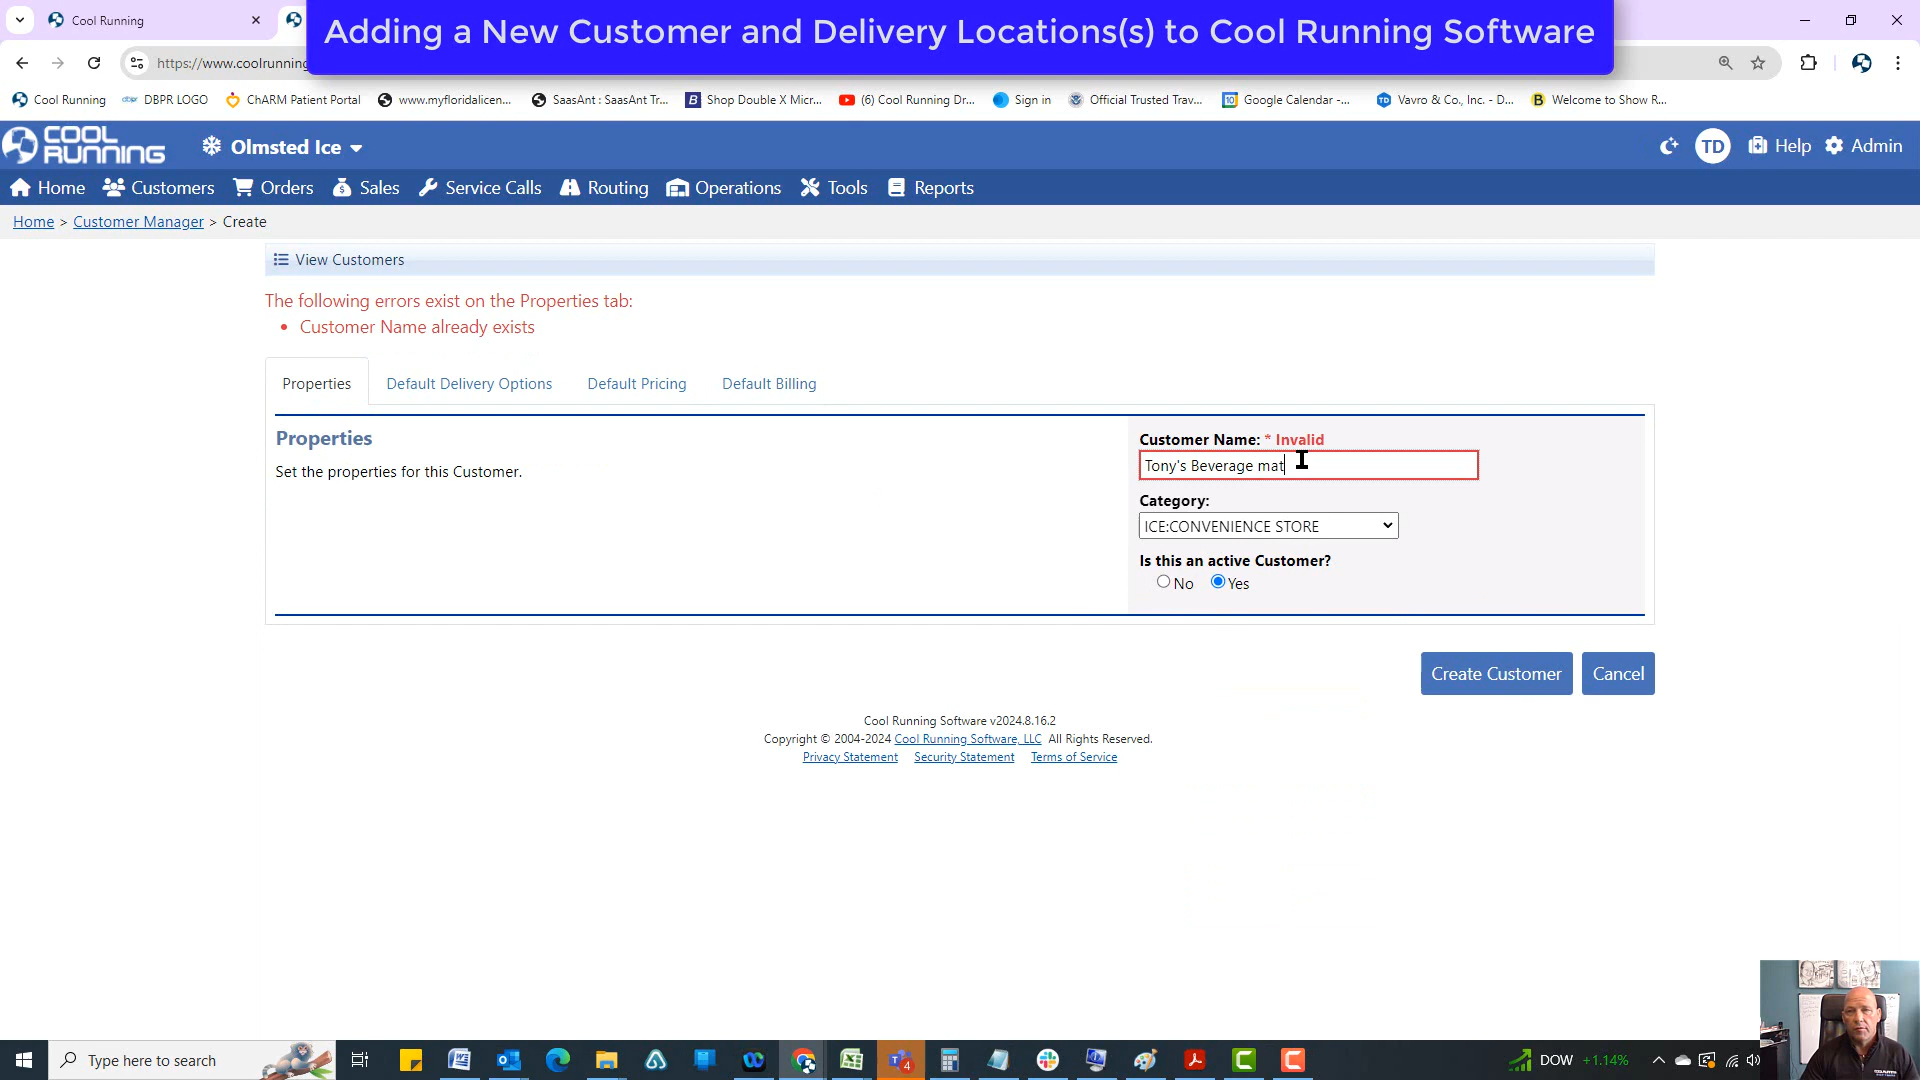 Cool Running
Adding a New Customer and Delivery Locations(s) to Cool Running Software
https://www.coolrunning
Cool Running
DBPR LOGO
ChARM Patient Portal
www.myfloridalicen...
SaasAnt : SaasAnt Tr...
Shop Double X Micr...
(6) Cool Running Dr...
Sign in
Official Trusted Trav...
Google Calendar -...
Vavro & Co., Inc. - D...
Welcome to Show R...
COOL
RUNNING
Olmsted Ice
TD
Help
Admin
Home
Customers
Orders
Sales
Service Calls
Routing
Operations
Tools
Reports
Home > Customer Manager > Create
View Customers
The following errors exist on the Properties tab:
• Customer Name already exists
Properties
Default Delivery Options
Default Pricing
Default Billing
Properties
Set the properties for this Customer.
Customer Name: * Invalid
Tony's Beverage mat
Category:
ICE:CONVENIENCE STORE
Is this an active Customer?
No Yes
Create Customer
Cancel
Cool Running Software v2024.8.16.2
Copyright © 2004-2024 Cool Running Software, LLC All Rights Reserved.
Privacy Statement Security Statement Terms of Service
Type here to search
4
DOW +1.14%